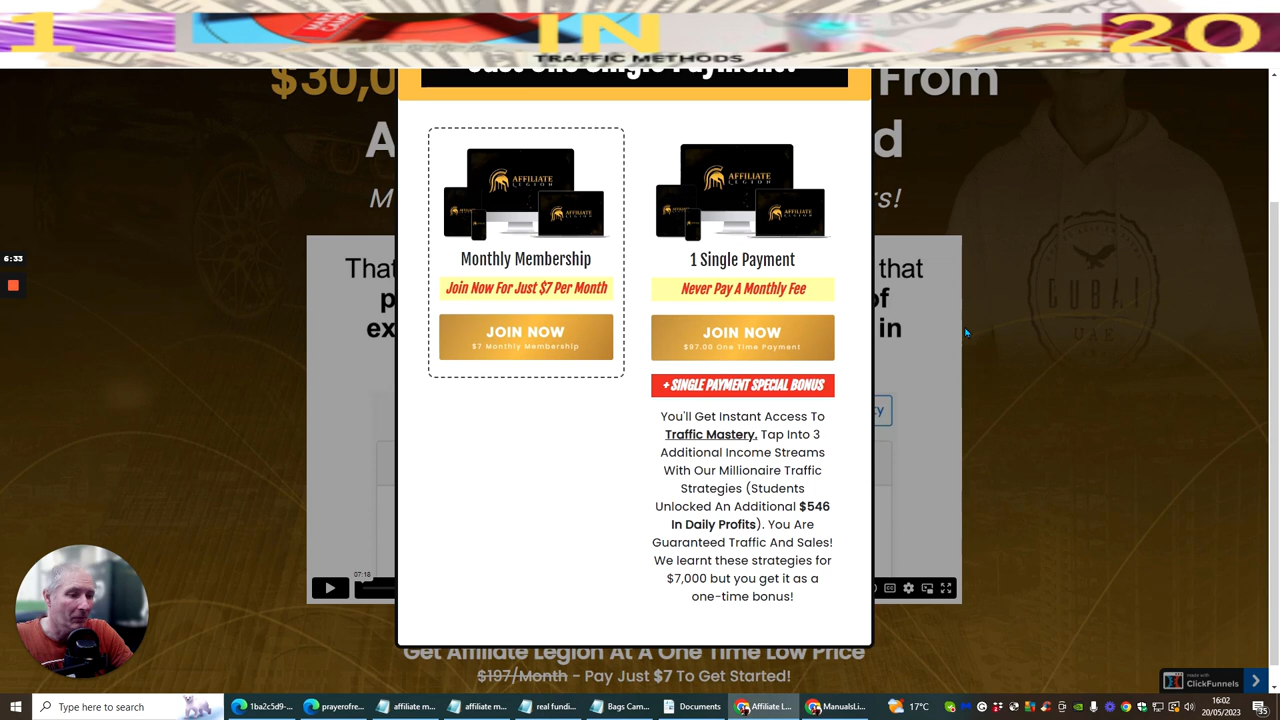 1 IN 20
TRAFFIC METHODS
Just One Single Payment!
$30,0
From
A
d
M
s!
That
that
p
of
ex
in
AFFILIATE
LEGION
AFFILIATE
LEGION
Monthly Membership
1 Single Payment
Join Now For Just $7 Per Month
Never Pay A Monthly Fee
JOIN NOW
$7 Monthly Membership
JOIN NOW
$97.00 One Time Payment
+ SINGLE PAYMENT SPECIAL BONUS
You'll Get Instant Access To
Traffic Mastery. Tap Into 3
Additional Income Streams
With Our Millionaire Traffic
Strategies (Students
Unlocked An Additional $546
In Daily Profits). You Are
Guaranteed Traffic And Sales!
We learnt these strategies for
$7,000 but you get it as a
one-time bonus!
6:33
07:18
Get Affiliate Legion At A One Time Low Price
$197/Month - Pay Just $7 To Get Started!
made with
ClickFunnels
Type here to search
1ba2c5d9-...
prayerofre...
affiliate m...
affiliate m...
real fundi...
Bags Cam...
Documents
Affiliate L...
ManualsLi...
17°C
16:02
20/05/2023